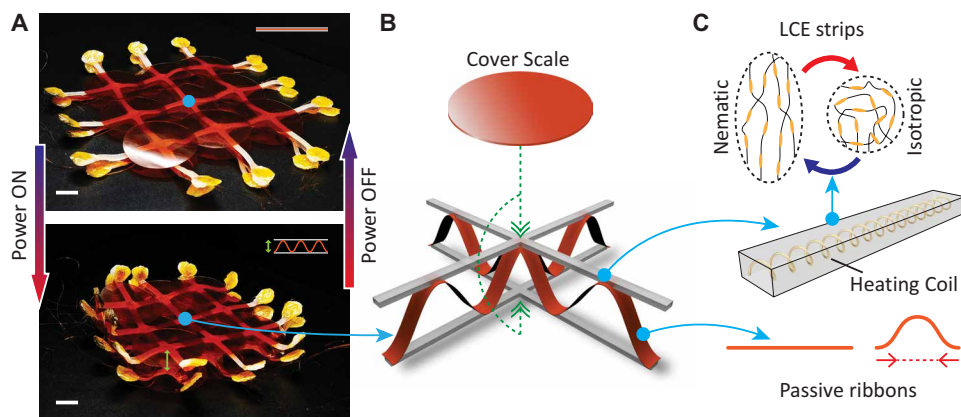 A
B
C
Power ON
Power OFF
Cover Scale
LCE strips
Nematic
Isotropic
Heating Coil
Passive ribbons